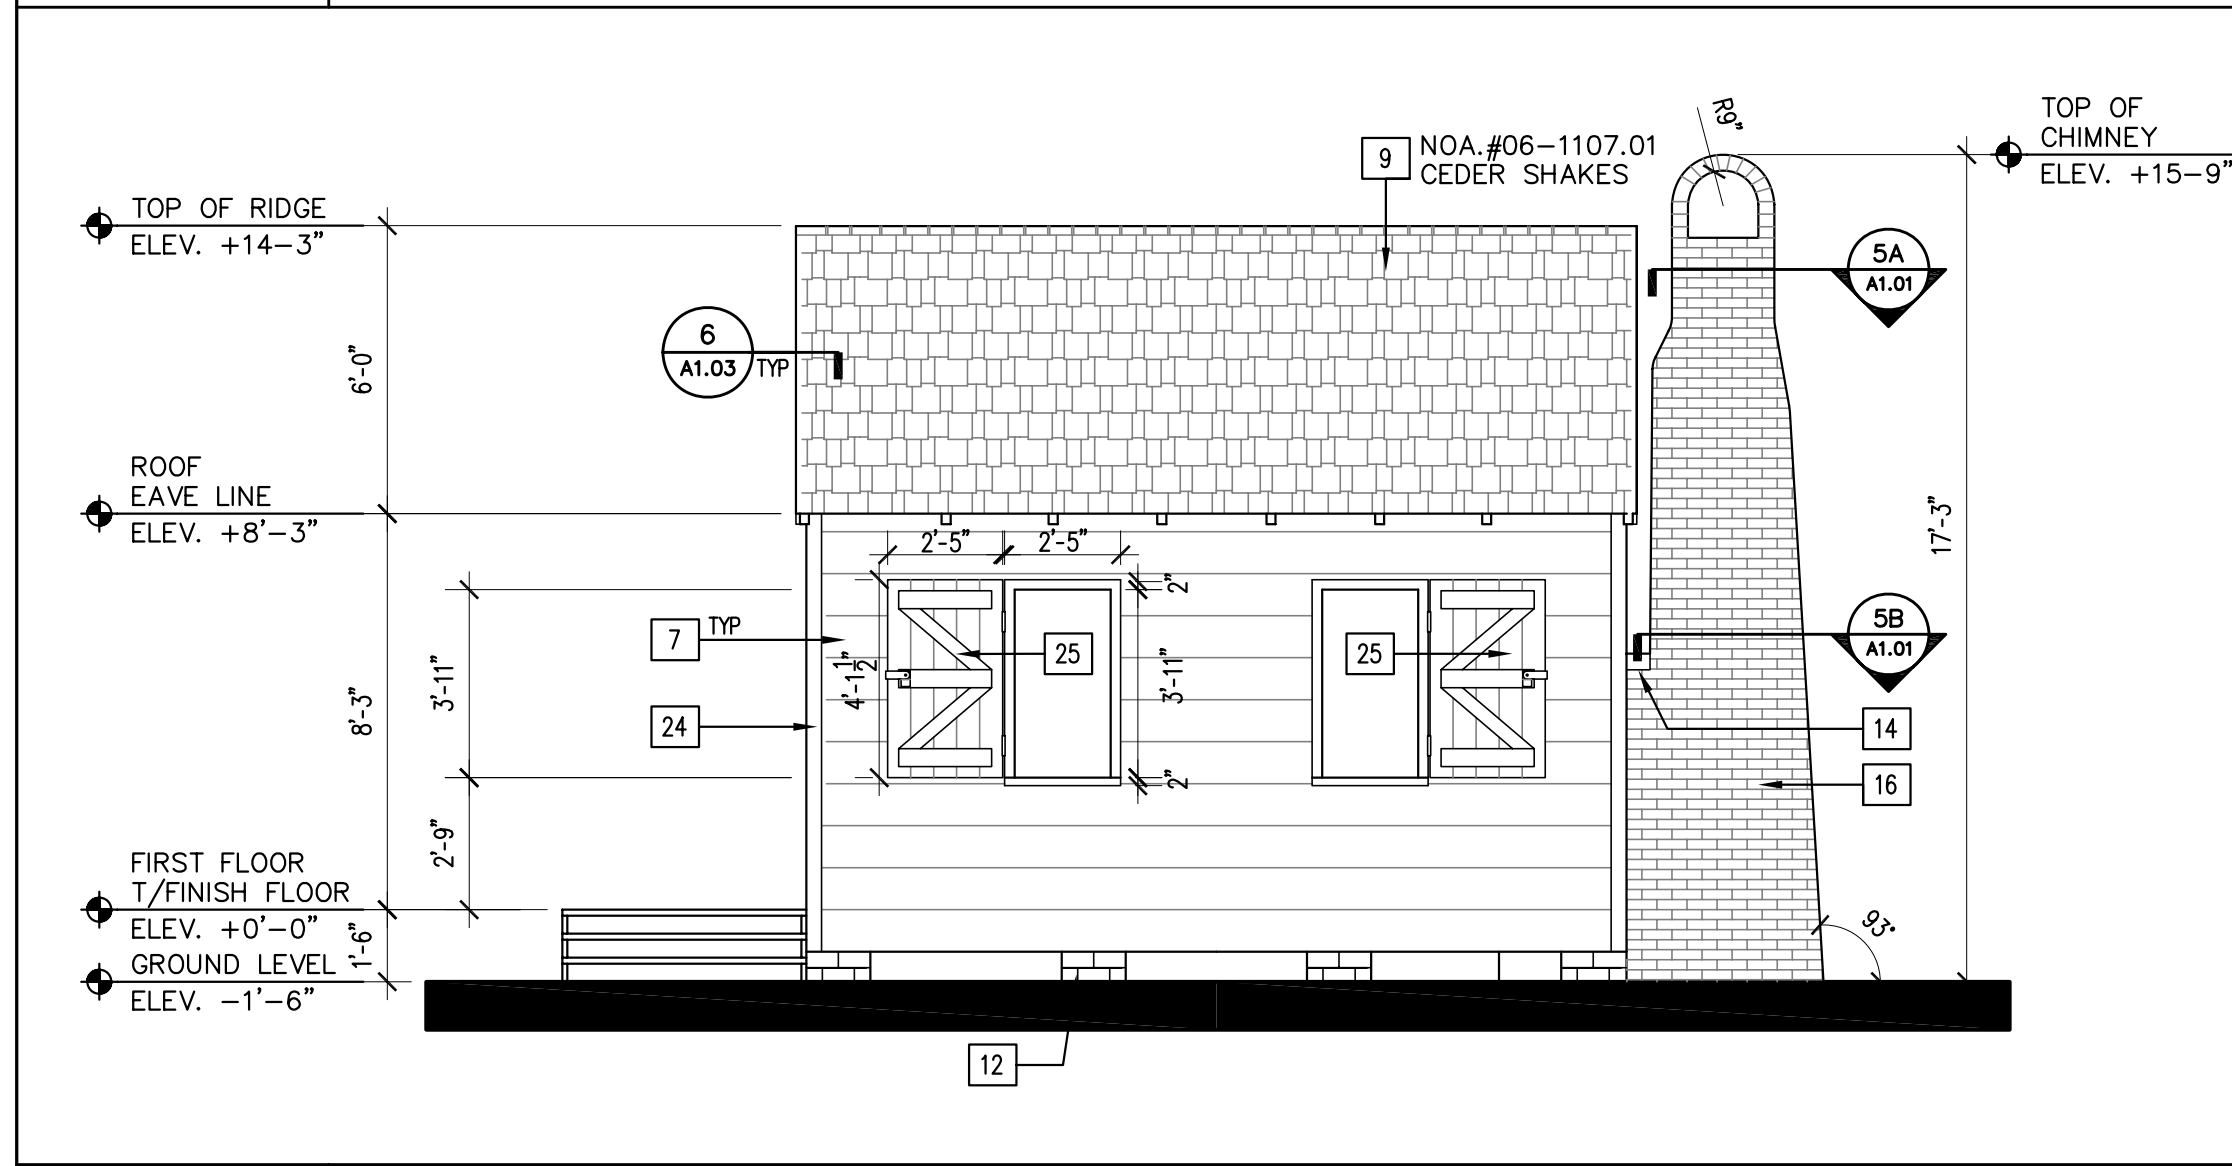 TOP OF RIDGE
ELEV. +14-3"
ROOF
EAVE LINE
ELEV. +8'-3"
FIRST FLOOR
T/FINISH FLOOR
ELEV. +0'-0"
GROUND LEVEL
ELEV. -1'-6"
6'-0"
8'-3"
1'-6"
3'-11"
2'-9"
6
A1.03
TYP
7
TYP
24
9
NOA.#06-1107.01
CEDER SHAKES
2'-5"
2'-5"
4'-1 1/2"
2"
3'-11"
2"
25
25
12
R9"
TOP OF
CHIMNEY
ELEV. +15-9"
5A
A1.01
17'-3"
5B
A1.01
14
16
93°